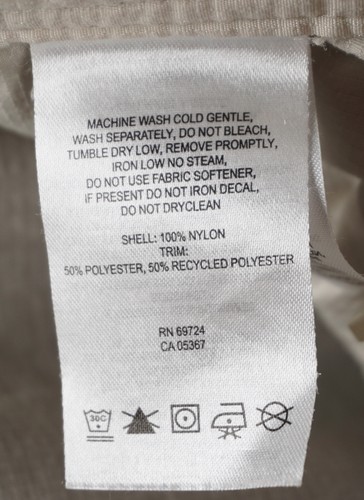 MACHINE WASH COLD GENTLE,
WASH SEPARATELY, DO NOT BLEACH,
TUMBLE DRY LOW, REMOVE PROMPTLY,
IRON LOW NO STEAM,
DO NOT USE FABRIC SOFTENER,
IF PRESENT DO NOT IRON DECAL,
DO NOT DRYCLEAN
SHELL: 100% NYLON
TRIM:
50% POLYESTER, 50% RECYCLED POLYESTER
RN 69724
CA 05367
30C